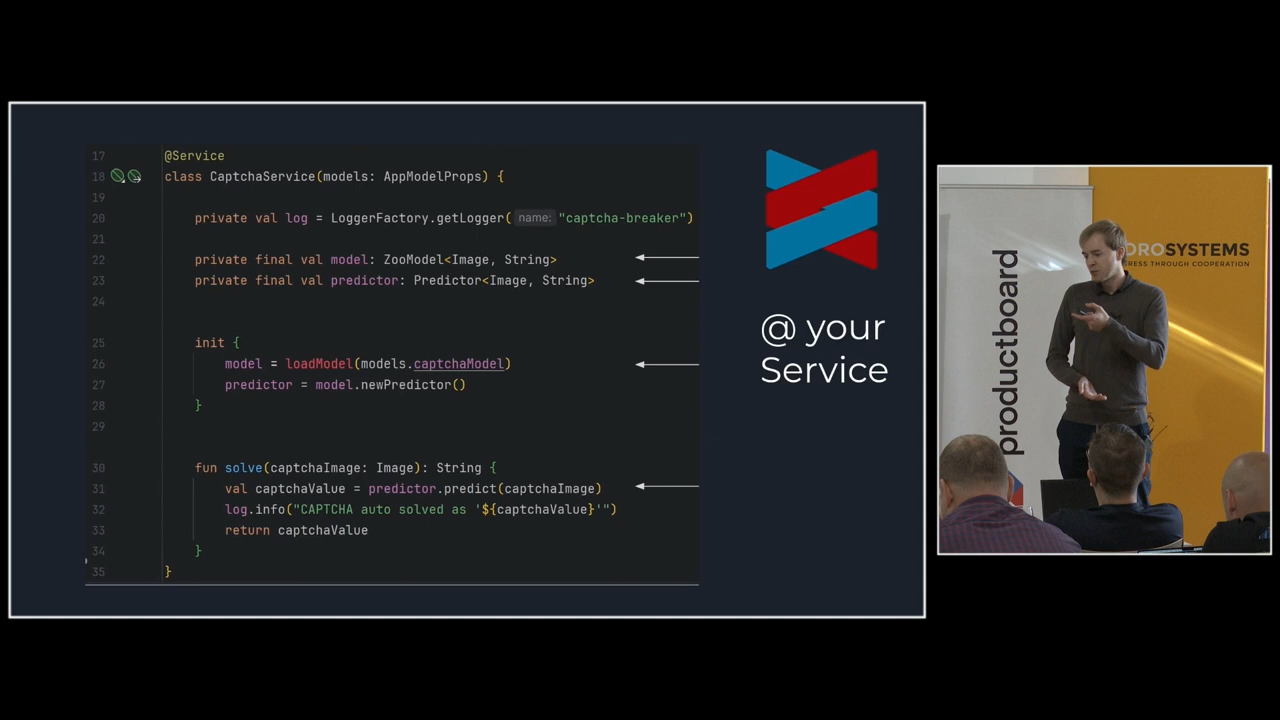 17 @Service
18 class CaptchaService(models: AppModelProps) {
19
20 private val log = LoggerFactory.getLogger( name: "captcha-breaker")
21
22 private final val model: ZooModel<Image, String>
23 private final val predictor: Predictor<Image, String>
24
25 init {
26 model = loadModel(models.captchaModel)
27 predictor = model.newPredictor()
28 }
29
30 fun solve(captchaImage: Image): String {
31 val captchaValue = predictor.predict(captchaImage)
32 log.info("CAPTCHA auto solved as '${captchaValue}'")
33 return captchaValue
34 }
35 }
@ your
Service
productboard
OROSYSTEMS
RESS THROUGH COOPERATION